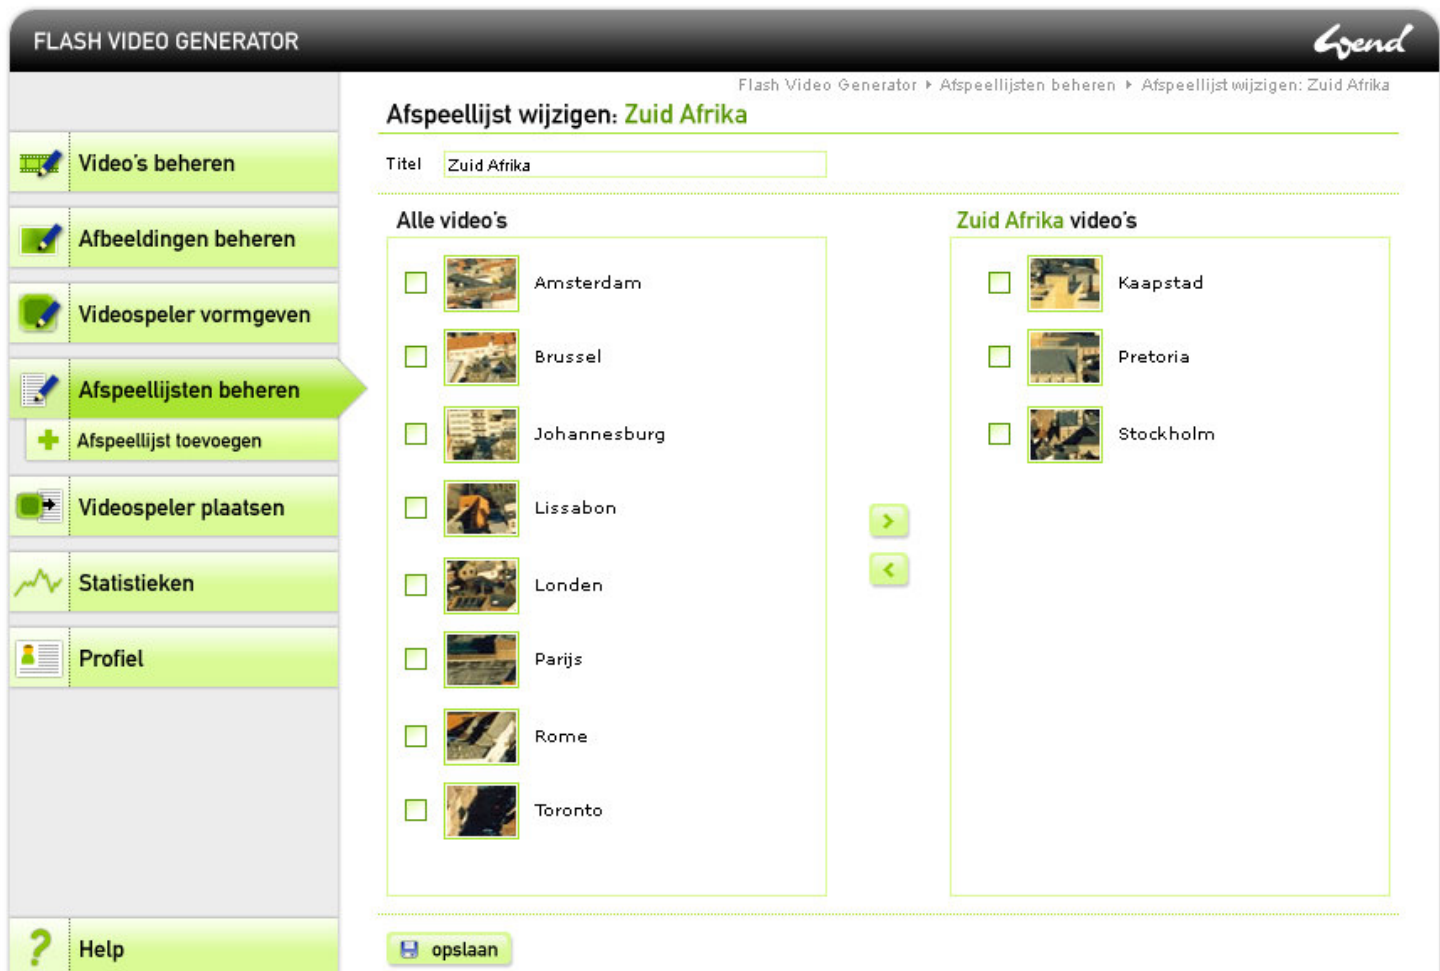 FLASH VIDEO GENERATOR
Wend
Flash Video Generator ▸ Afspeellijsten beheren ▸ Afspeellijst wijzigen: Zuid Afrika
Afspeellijst wijzigen: Zuid Afrika
Titel Zuid Afrika
Video's beheren
Afbeeldingen beheren
Videospeler vormgeven
Afspeellijsten beheren
Afspeellijst toevoegen
Videospeler plaatsen
Statistieken
Profiel
Help
Alle video's
Amsterdam
Brussel
Johannesburg
Lissabon
Londen
Parijs
Rome
Toronto
Zuid Afrika video's
Kaapstad
Pretoria
Stockholm
opslaan